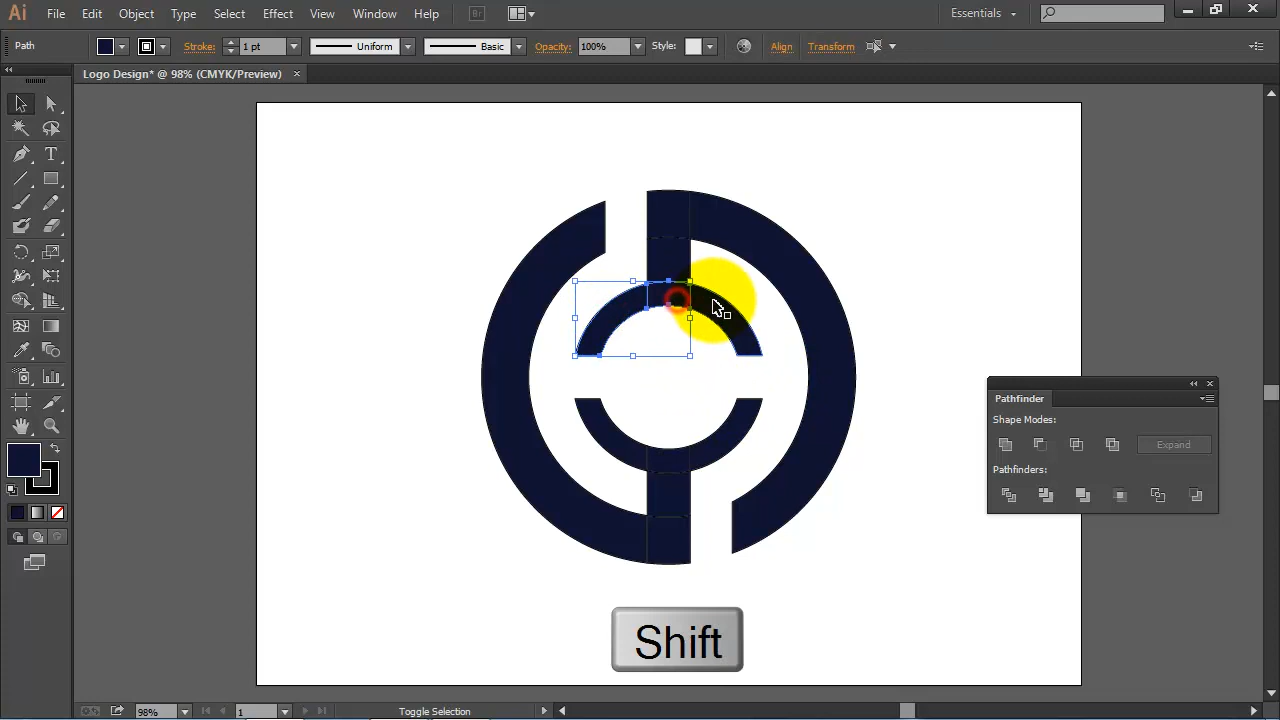 Ai File Edit Object Type Select Effect View Window Help Br Essentials
Path Stroke: 1 pt Uniform Basic Opacity: 100% Style: Align Transform
Logo Design* @ 98% (CMYK/Preview)
T
Pathfinder
Shape Modes:
Expand
Pathfinders:
Shift
98% 1 Toggle Selection